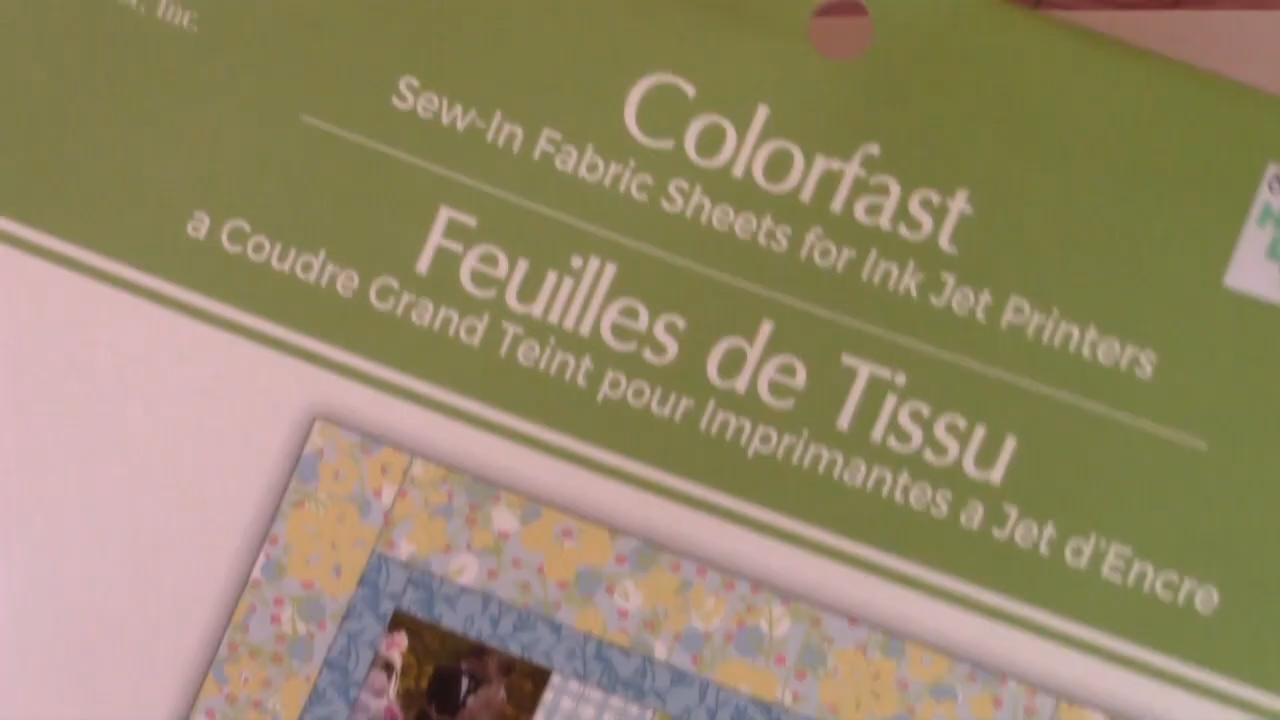 Inc.
Colorfast
Sew-In Fabric Sheets for Ink Jet Printers
Feuilles de Tissu
a Coudre Grand Teint pour Imprimantes a Jet d'Encre